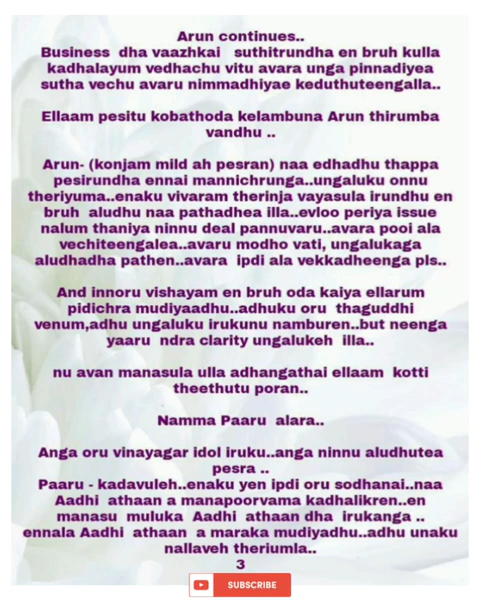 Arun continues..
Business  dha vaazhkai   suthitrundha en bruh kulla
kadhalayum vedhachu vitu avara unga pinnadiyea
sutha vechu avaru nimmadhiyae keduthuteengalla..
Ellaam pesitu kobathoda kelambuna Arun thirumba
vandhu ..
Arun- (konjam mild ah pesran) naa edhadhu thappa
pesirundha ennai mannichrunga..ungaluku onnu
theriyuma..enaku vivaram therinja vayasula irundhu en
bruh  aludhu naa pathadhea illa..evloo periya issue
nalum thaniya ninnu deal pannuvaru..avara pooi ala
vechiteengalea..avaru modho vati, ungalukaga
aludhadha pathen..avara  ipdi ala vekkadheenga pls..
And innoru vishayam en bruh oda kaiya ellarum
pidichra mudiyaadhu..adhuku oru  thaguddhi
venum,adhu ungaluku irukunu namburen..but neenga
yaaru  ndra clarity ungalukeh  illa..
nu avan manasula ulla adhangathai ellaam  kotti
theethutu poran..
Namma Paaru  alara..
Anga oru vinayagar idol iruku..anga ninnu aludhutea
pesra ..
Paaru - kadavuleh..enaku yen ipdi oru sodhanai..naa
Aadhi  athaan a manapoorvama kadhalikren..en
manasu  muluka  Aadhi  athaan dha  irukanga ..
ennala Aadhi  athaan  a maraka mudiyadhu..adhu unaku
nallaveh theriumla..
3
SUBSCRIBE